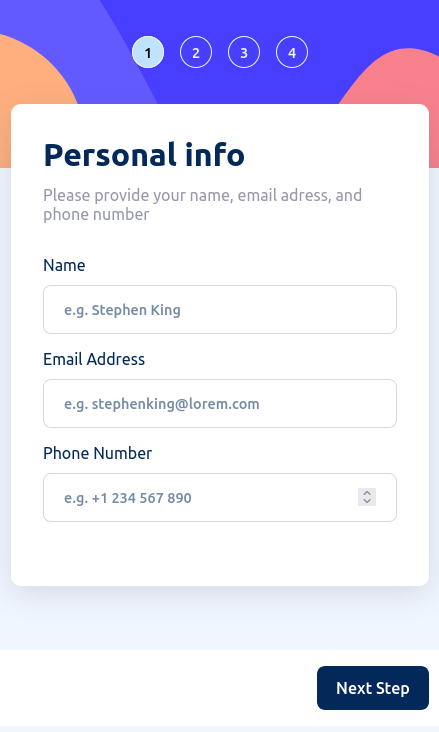 1 2 3 4
Personal info
Please provide your name, email adress, and
phone number
Name
e.g. Stephen King
Email Address
e.g. stephenking@lorem.com
Phone Number
e.g. +1 234 567 890
Next Step